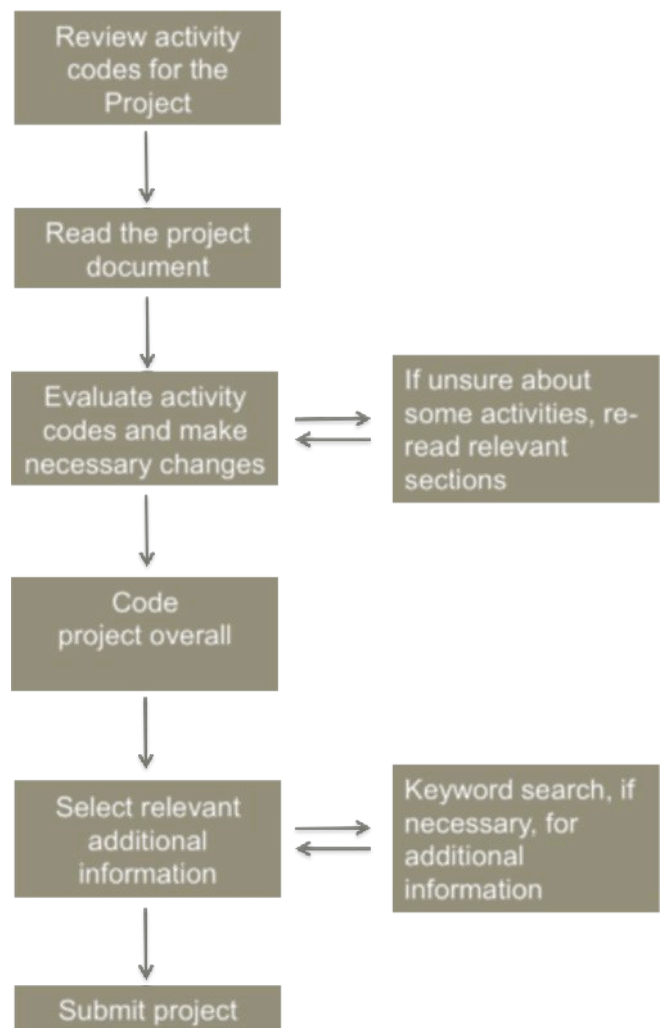 Review activity
codes for the
Project
Read the project
document
Evaluate activity
codes and make
necessary changes
If unsure about
some activities, re-
read relevant
sections
Code
project overall
Select relevant
additional
information
Keyword search, if
necessary, for
additional
information
Submit project